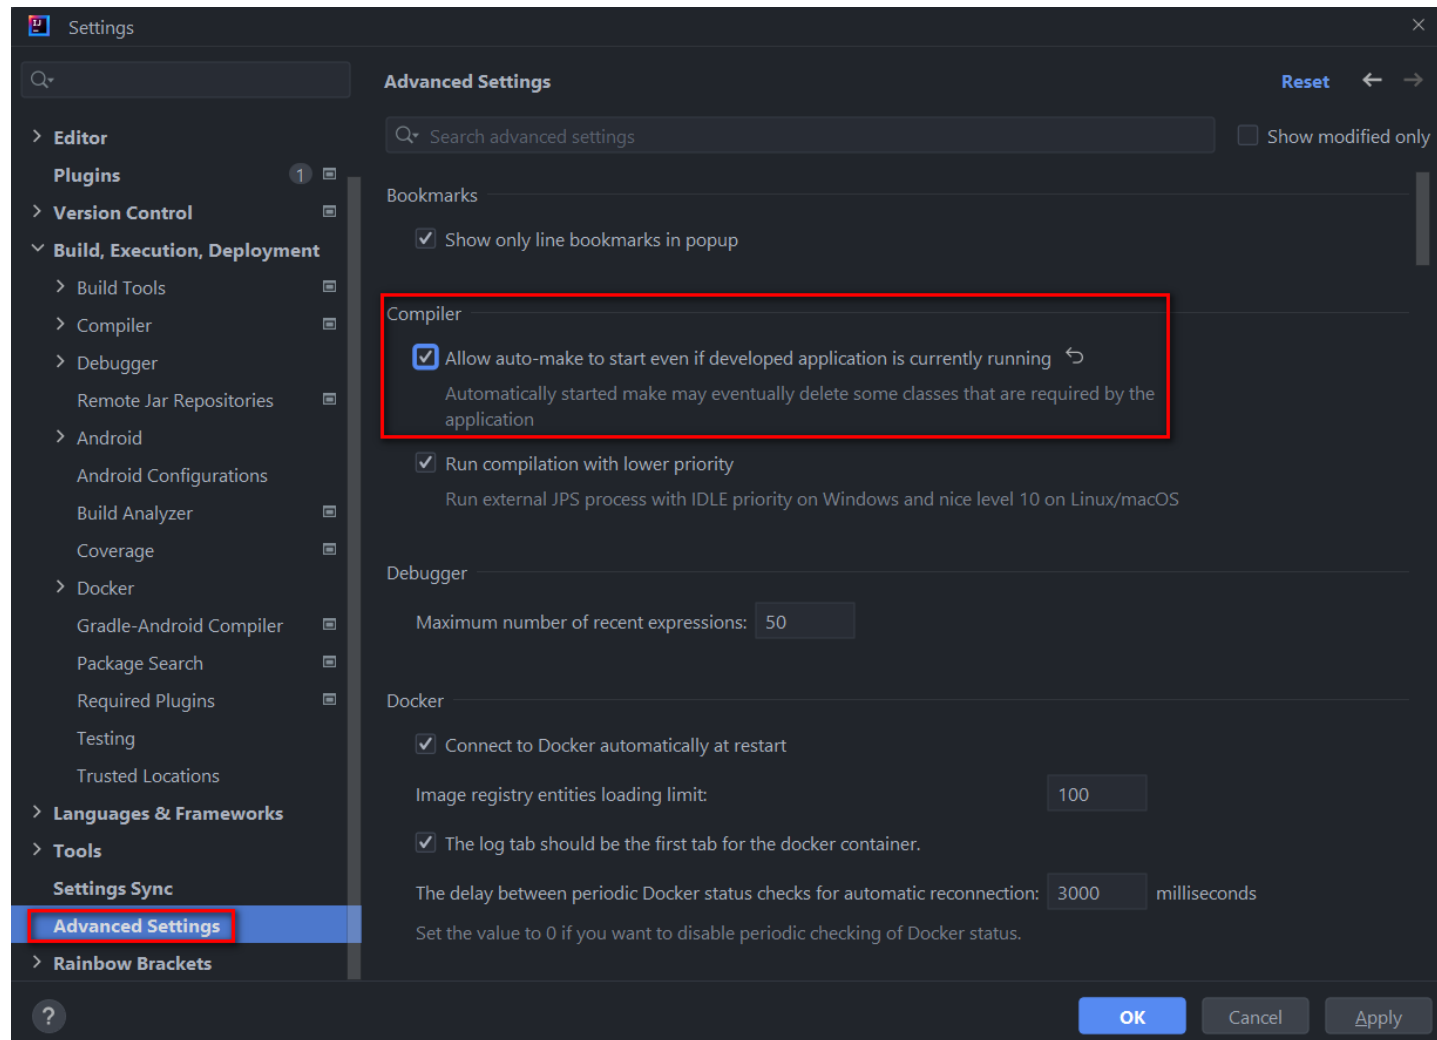 Settings
Editor
Plugins 1
Version Control
Build, Execution, Deployment
Build Tools
Compiler
Debugger
Remote Jar Repositories
Android
Android Configurations
Build Analyzer
Coverage
Docker
Gradle-Android Compiler
Package Search
Required Plugins
Testing
Trusted Locations
Languages & Frameworks
Tools
Settings Sync
Advanced Settings
Rainbow Brackets
?
Advanced Settings
Reset
Search advanced settings
Show modified only
Bookmarks
Show only line bookmarks in popup
Compiler
Allow auto-make to start even if developed application is currently running
Automatically started make may eventually delete some classes that are required by the
application
Run compilation with lower priority
Run external JPS process with IDLE priority on Windows and nice level 10 on Linux/macOS
Debugger
Maximum number of recent expressions: 50
Docker
Connect to Docker automatically at restart
Image registry entities loading limit: 100
The log tab should be the first tab for the docker container.
The delay between periodic Docker status checks for automatic reconnection: 3000 milliseconds
Set the value to 0 if you want to disable periodic checking of Docker status.
OK
Cancel
Apply